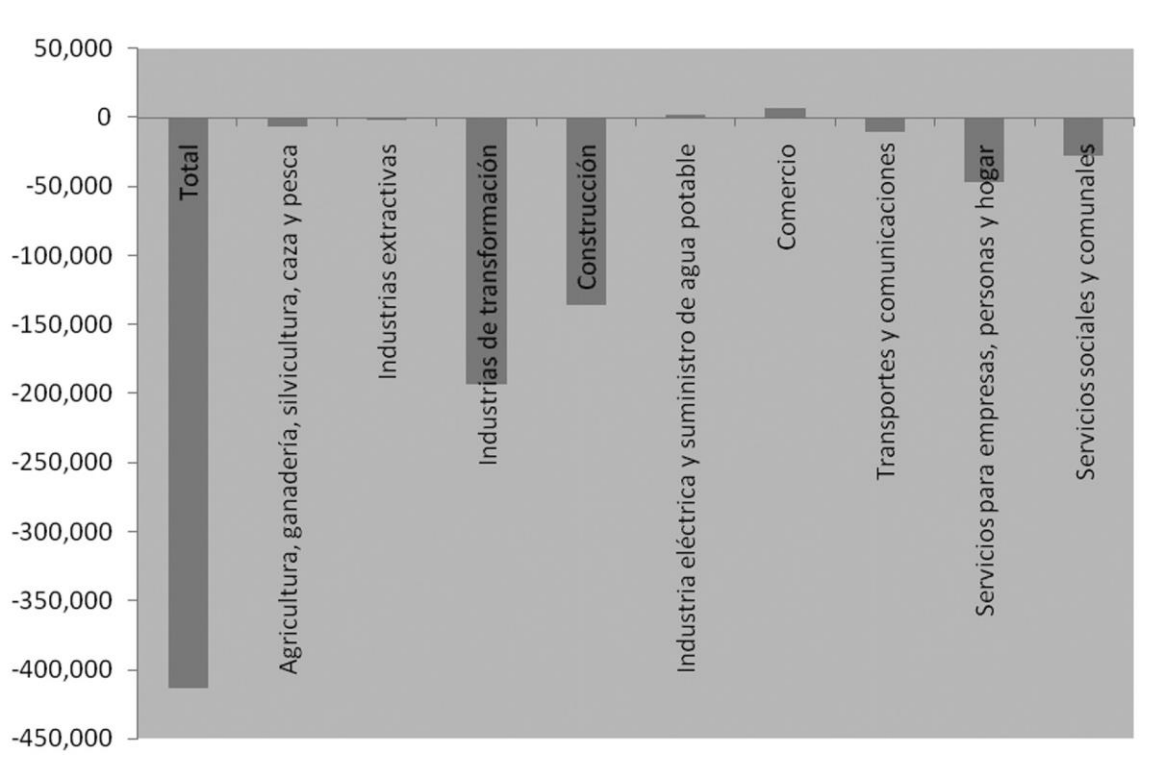 50,000
0
-50,000
-100,000
-150,000
-200,000
-250,000
-300,000
-350,000
-400,000
-450,000
Total
Agricultura, ganadería, silvicultura, caza y pesca
Industrias extractivas
Industrias de transformación
Construcción
Industria eléctrica y suministro de agua potable
Comercio
Transportes y comunicaciones
Servicios para empresas, personas y hogar
Servicios sociales y comunales